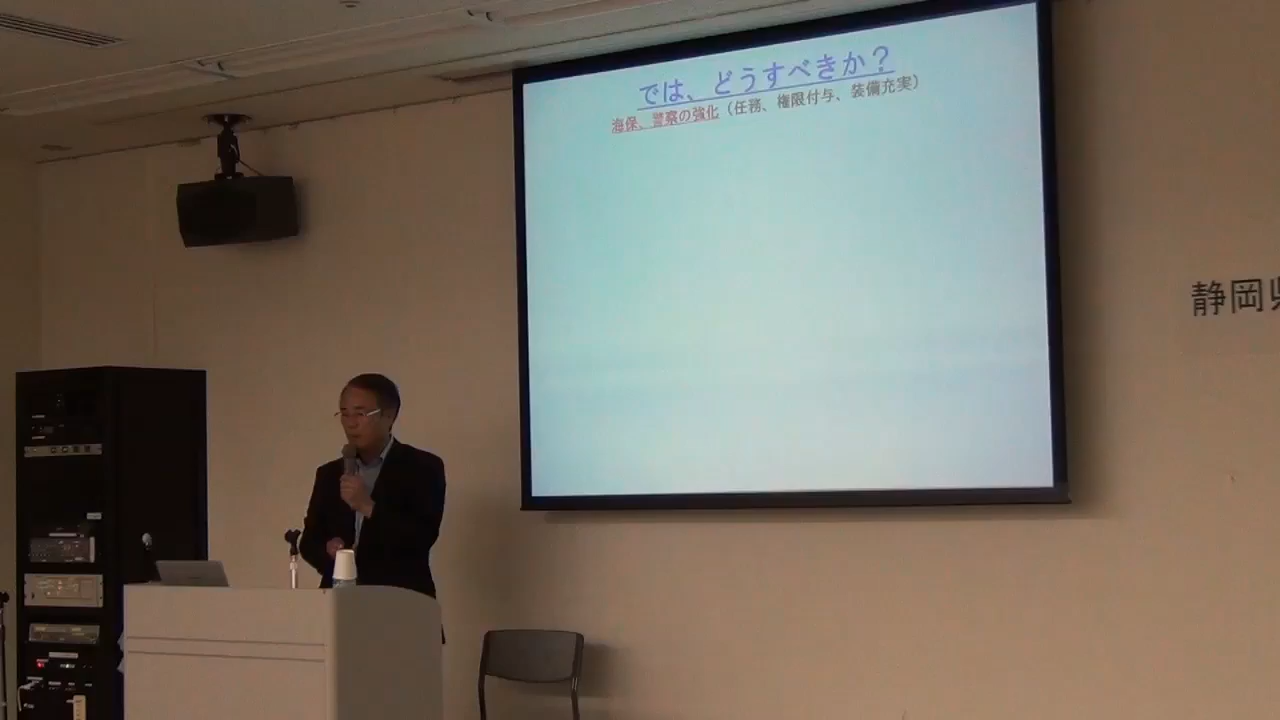 では、どうすべきか？
海保、警察の強化（任務、権限付与、装備充実）
静岡県